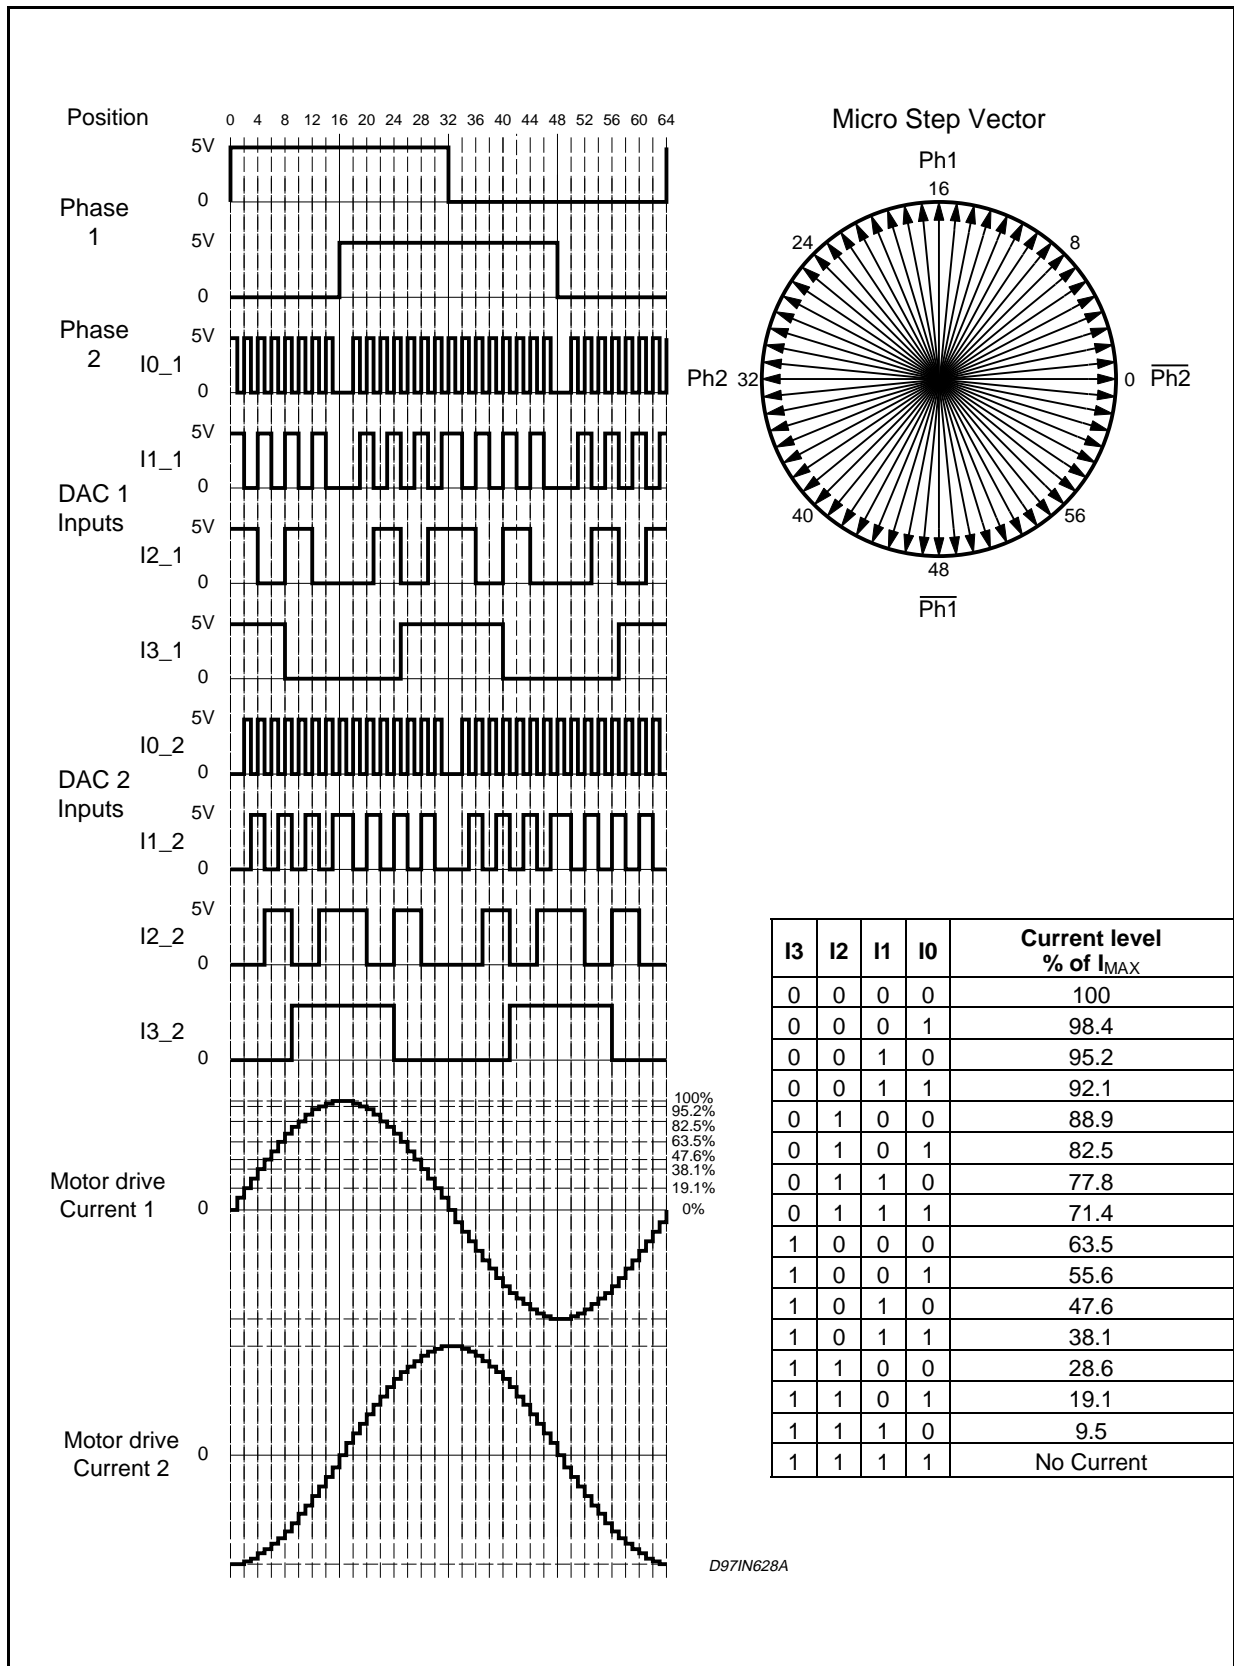 Position
0 4 8 12 16 20 24 28 32 36 40 42 44 48 52 56 60 64
5V
0
Phase
1
5V
0
Phase
2
I0_1
5V
0
I1_1
5V
0
DAC 1
Inputs
I2_1
5V
0
I3_1
5V
0
I0_2
5V
0
DAC 2
Inputs
I1_2
5V
0
I2_2
5V
0
I3_2
5V
0
100%
95.2%
82.5%
63.5%
47.6%
38.1%
19.1%
0%
Motor drive
Current 1
0
Motor drive
Current 2
0
Micro Step Vector
Ph1
16
24
8
Ph2 32
0 Ph2
40
56
48
Ph1
I3 I2 I1 I0 Current level
% of IMAX
0 0 0 0 100
0 0 0 1 98.4
0 0 1 0 95.2
0 0 1 1 92.1
0 1 0 0 88.9
0 1 0 1 82.5
0 1 1 0 77.8
0 1 1 1 71.4
1 0 0 0 63.5
1 0 0 1 55.6
1 0 1 0 47.6
1 0 1 1 38.1
1 1 0 0 28.6
1 1 0 1 19.1
1 1 1 0 9.5
1 1 1 1 No Current
D97IN628A